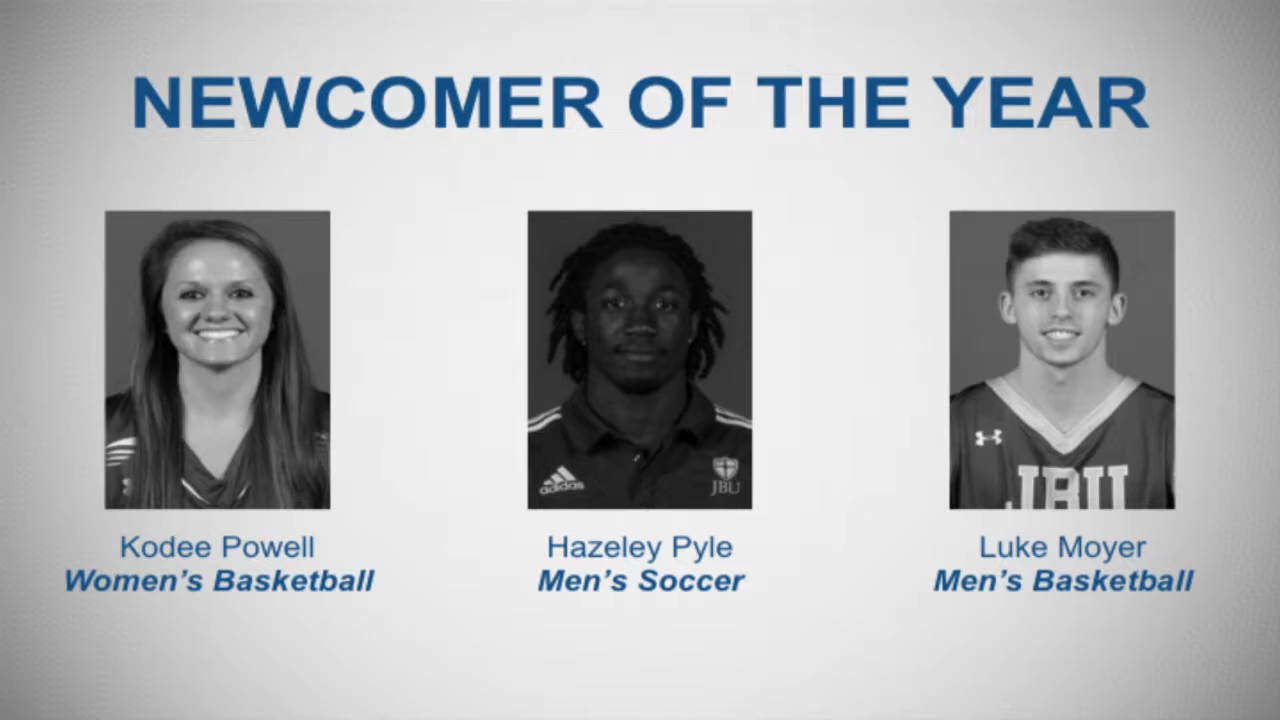 NEWCOMER OF THE YEAR
adidas
JBU
JBU
Kodee Powell
Women's Basketball
Hazeley Pyle
Men's Soccer
Luke Moyer
Men's Basketball